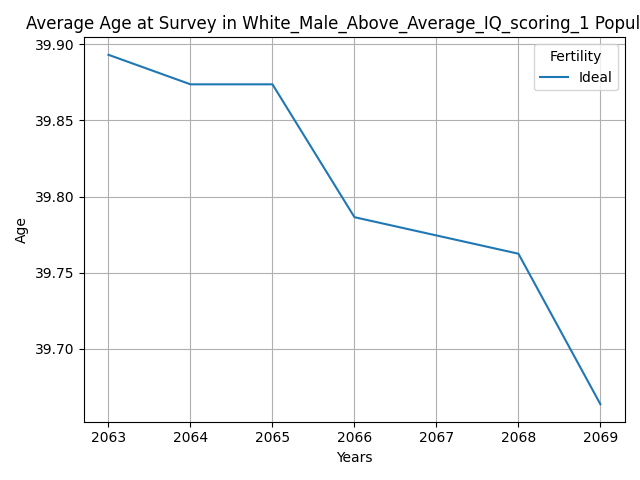 Average Age at Survey in White_Male_Above_Average_IQ_scoring_1 Popul
39.90
39.85
39.80
39.75
39.70
Age
Fertility
Ideal
2063 2064 2065 2066 2067 2068 2069
Years